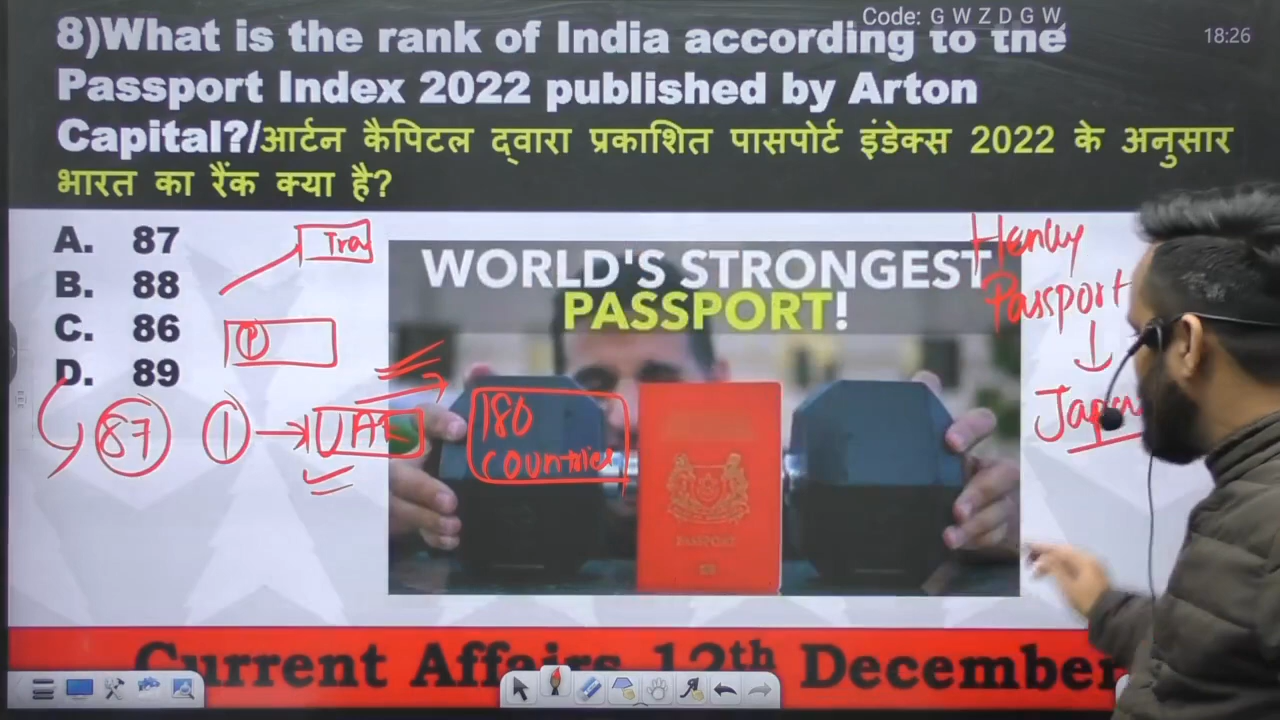 Code: G W Z D G W
18:26
8)What is the rank of India according to the
Passport Index 2022 published by Arton
Capital?/आर्टन कैपिटल द्वारा प्रकाशित पासपोर्ट इंडेक्स 2022 के अनुसार
भारत का रैंक क्या है?
A. 87
B. 88
C. 86
D. 89
Tra
P
87 1 → UAE
180
countries
WORLD'S STRONGEST
PASSPORT!
PASSPORT
Henley
Passport
↓
Japan
Current Affairs 12th December